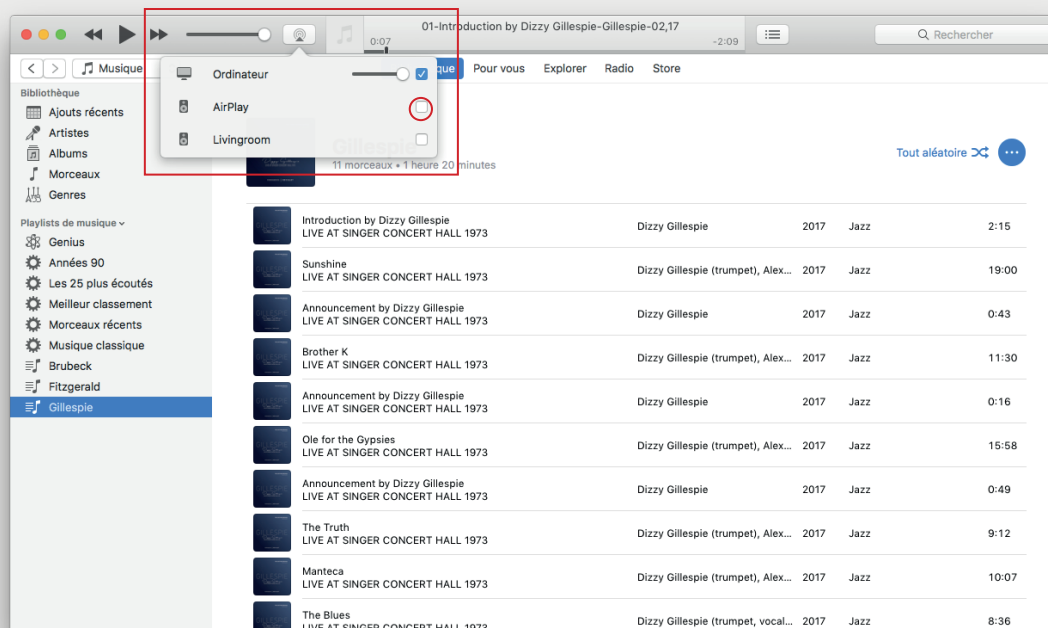 01-Introduction by Dizzy Gillespie-Gillespie-02,17
0:07
-2:09
Rechercher
Musique
que
Pour vous
Explorer
Radio
Store
Ordinateur
AirPlay
Livingroom
Bibliothèque
Ajouts récents
Artistes
Albums
Morceaux
Genres
Playlists de musique
Genius
Années 90
Les 25 plus écoutés
Meilleur classement
Morceaux récents
Musique classique
Brubeck
Fitzgerald
Gillespie
Gillespie
11 morceaux • 1 heure 20 minutes
Tout aléatoire
Introduction by Dizzy Gillespie
LIVE AT SINGER CONCERT HALL 1973
Dizzy Gillespie 2017 Jazz 2:15
Sunshine
LIVE AT SINGER CONCERT HALL 1973
Dizzy Gillespie (trumpet), Alex... 2017 Jazz 19:00
Announcement by Dizzy Gillespie
LIVE AT SINGER CONCERT HALL 1973
Dizzy Gillespie 2017 Jazz 0:43
Brother K
LIVE AT SINGER CONCERT HALL 1973
Dizzy Gillespie (trumpet), Alex... 2017 Jazz 11:30
Announcement by Dizzy Gillespie
LIVE AT SINGER CONCERT HALL 1973
Dizzy Gillespie 2017 Jazz 0:16
Ole for the Gypsies
LIVE AT SINGER CONCERT HALL 1973
Dizzy Gillespie (trumpet), Alex... 2017 Jazz 15:58
Announcement by Dizzy Gillespie
LIVE AT SINGER CONCERT HALL 1973
Dizzy Gillespie 2017 Jazz 0:49
The Truth
LIVE AT SINGER CONCERT HALL 1973
Dizzy Gillespie (trumpet), Alex... 2017 Jazz 9:12
Manteca
LIVE AT SINGER CONCERT HALL 1973
Dizzy Gillespie (trumpet), Alex... 2017 Jazz 10:07
The Blues
LIVE AT SINGER CONCERT HALL 1973
Dizzy Gillespie (trumpet, vocal... 2017 Jazz 8:36